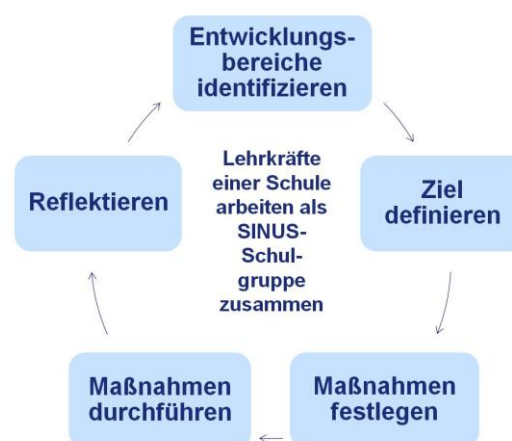 Entwicklungs-
bereiche
identifizieren
Lehrkräfte
einer Schule
arbeiten als
SINUS-
Schul-
gruppe
zusammen
Ziel
definieren
Maßnahmen
festlegen
Maßnahmen
durchführen
Reflektieren